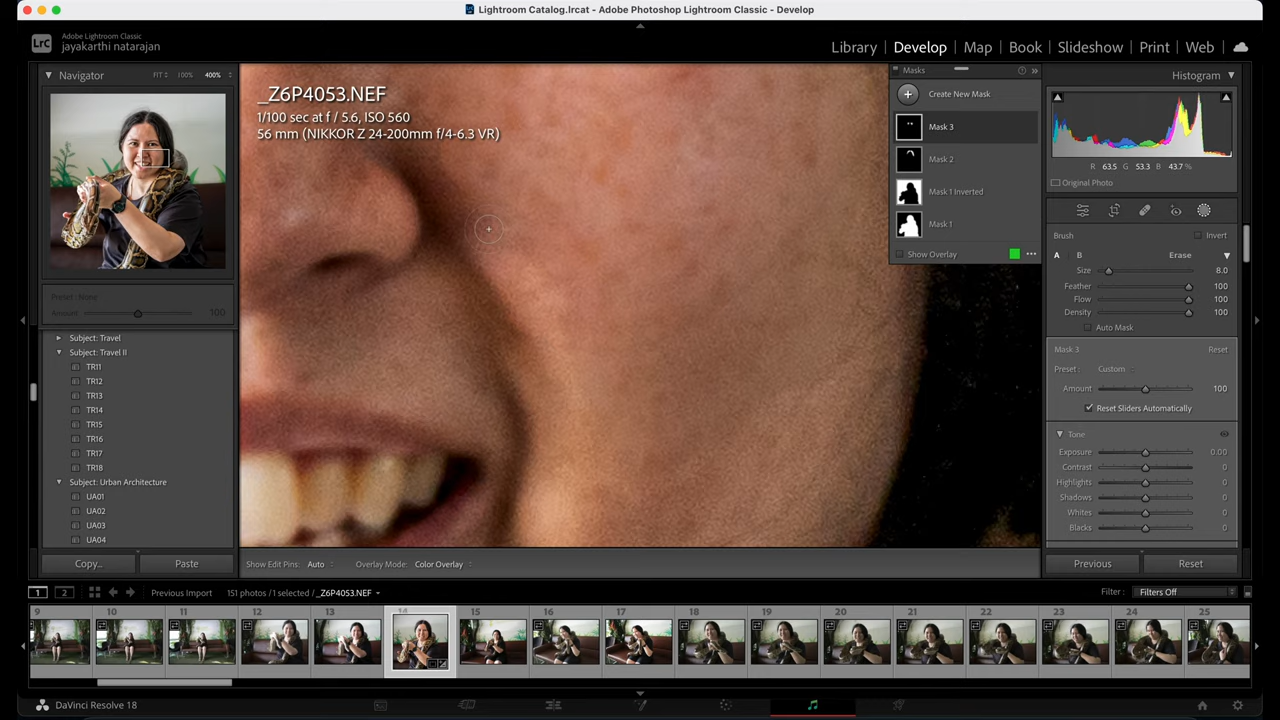 Lightroom Catalog.lrcat - Adobe Photoshop Lightroom Classic - Develop
LrC
Adobe Lightroom Classic
jayakarthi natarajan
Library | Develop | Map | Book | Slideshow | Print | Web
Navigator FIT 100% 400%
Preset: None
Amount 100
Subject: Travel
Subject: Travel II
TR11
TR12
TR13
TR14
TR15
TR16
TR17
TR18
Subject: Urban Architecture
UA01
UA02
UA03
UA04
Copy... Paste
_Z6P4053.NEF
1/100 sec at f / 5.6, ISO 560
56 mm (NIKKOR Z 24-200mm f/4-6.3 VR)
Masks
Create New Mask
Mask 3
Mask 2
Mask 1 Inverted
Mask 1
Show Overlay
Histogram
R 63.5 G 53.3 B 43.7 %
Original Photo
Brush Invert
A B Erase
Size 8.0
Feather 100
Flow 100
Density 100
Auto Mask
Mask 3 Reset
Preset: Custom
Amount 100
Reset Sliders Automatically
Tone
Exposure 0.00
Contrast 0
Highlights 0
Shadows 0
Whites 0
Blacks 0
Previous Reset
Show Edit Pins: Auto Overlay Mode: Color Overlay
1 2 Previous Import 151 photos / 1 selected / _Z6P4053.NEF Filter : Filters Off
9 10 11 12 13 14 15 16 17 18 19 20 21 22 23 24 25
DaVinci Resolve 18